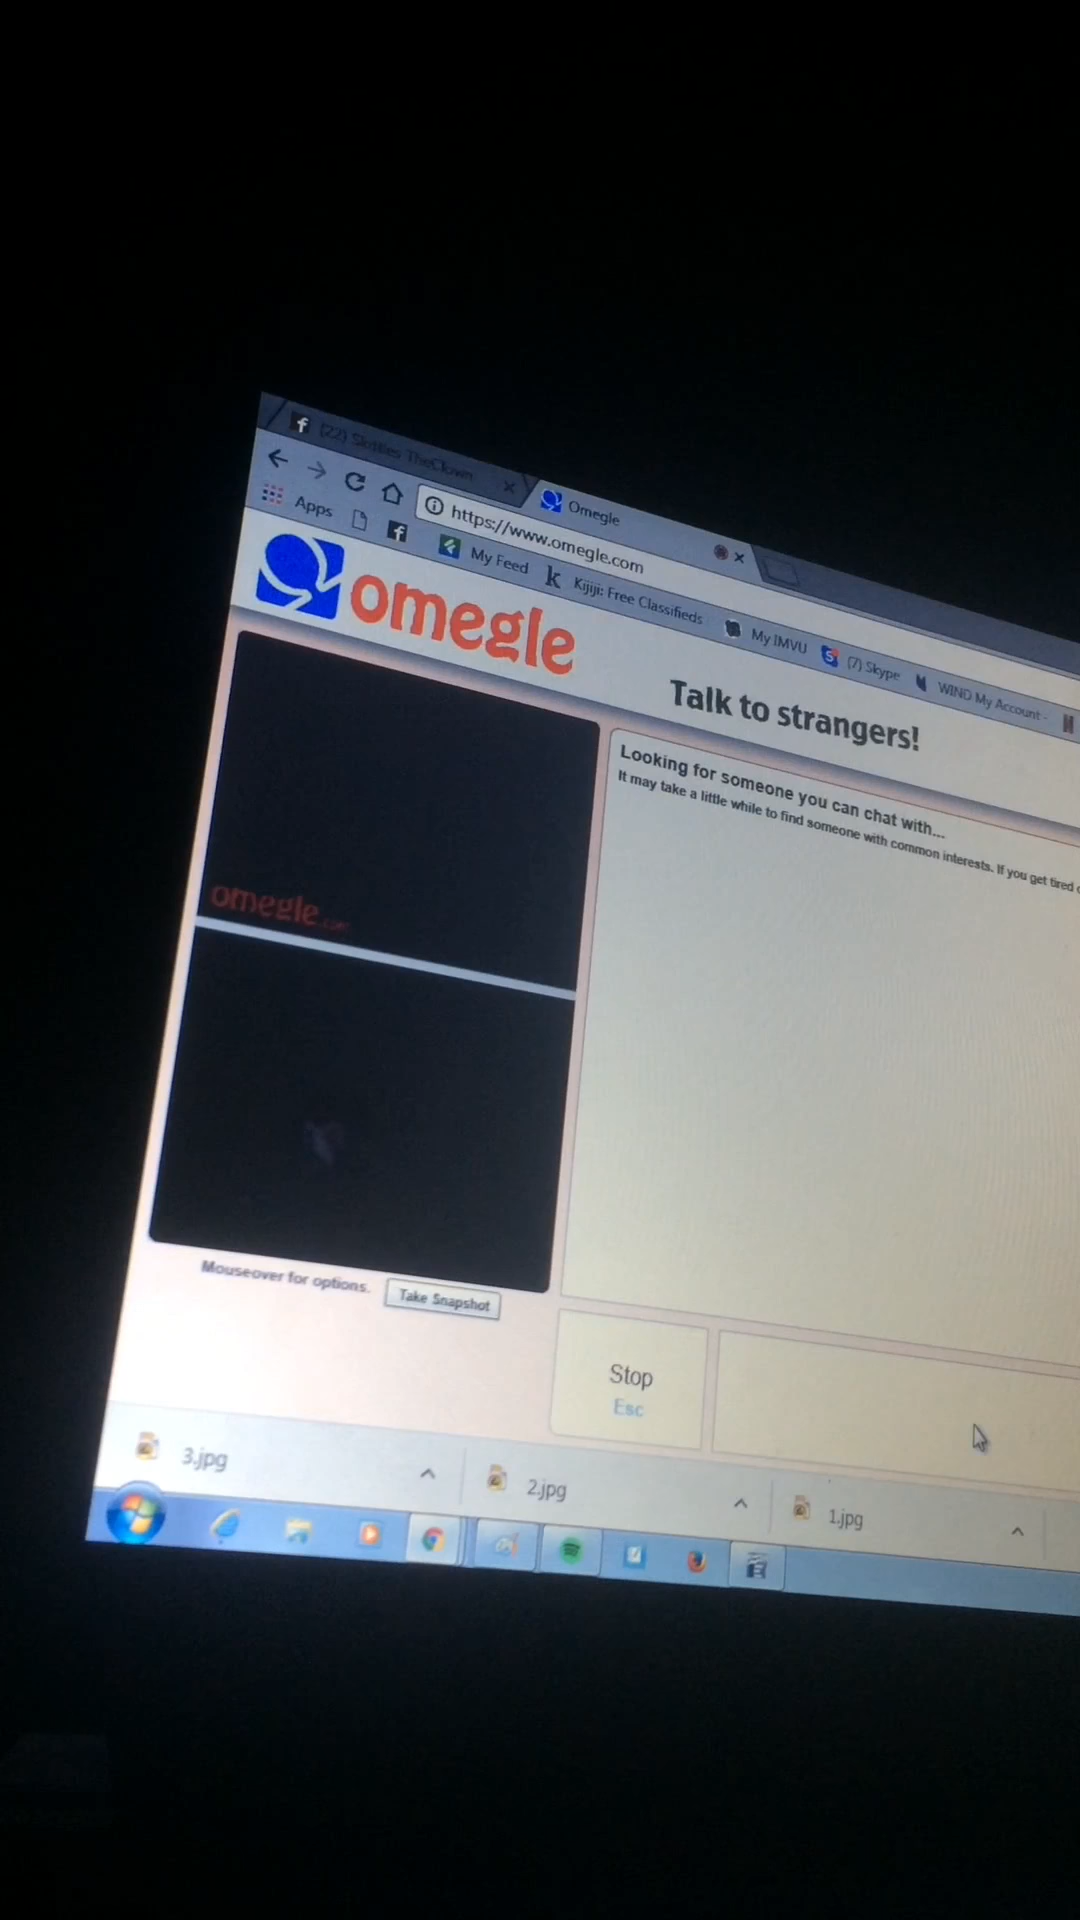 (22) Skittles TheClown
Omegle
https://www.omegle.com
Apps
My Feed
Kijiji: Free Classifieds
My IMVU
(7) Skype
WIND My Account -
omegle
Talk to strangers!
Looking for someone you can chat with...
It may take a little while to find someone with common interests. If you get tired
omegle.com
Mouseover for options.
Take Snapshot
Stop
Esc
3.jpg
2.jpg
1.jpg